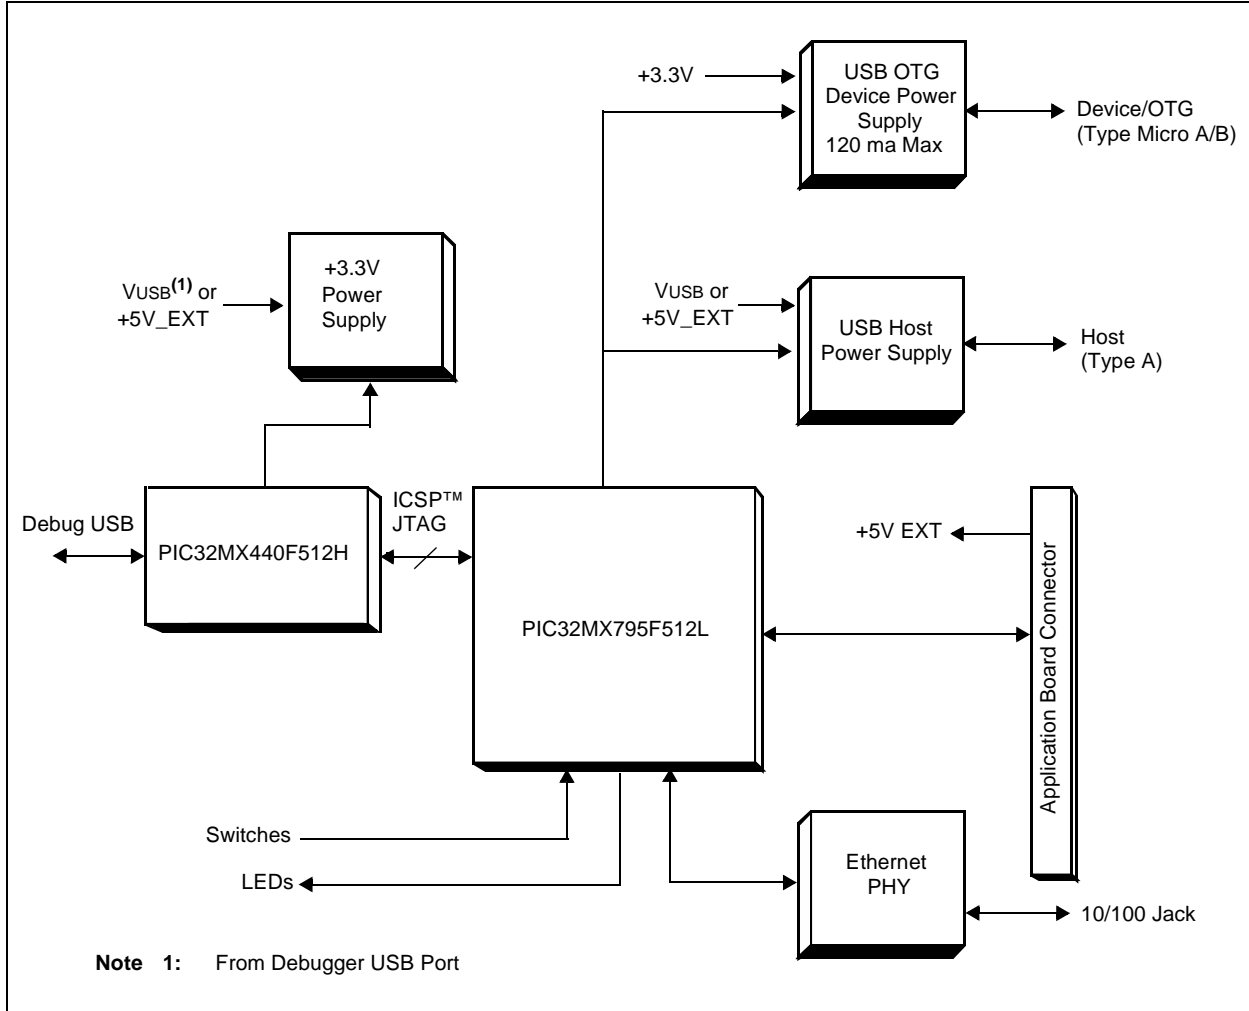 +3.3V
USB OTG
Device Power
Supply
120 ma Max
Device/OTG
(Type Micro A/B)
VUSB(1) or
+5V_EXT
+3.3V
Power
Supply
VUSB or
+5V_EXT
USB Host
Power Supply
Host
(Type A)
Debug USB
PIC32MX440F512H
ICSP™
JTAG
PIC32MX795F512L
+5V EXT
Application Board Connector
Switches
LEDs
Ethernet
PHY
10/100 Jack
Note 1: From Debugger USB Port